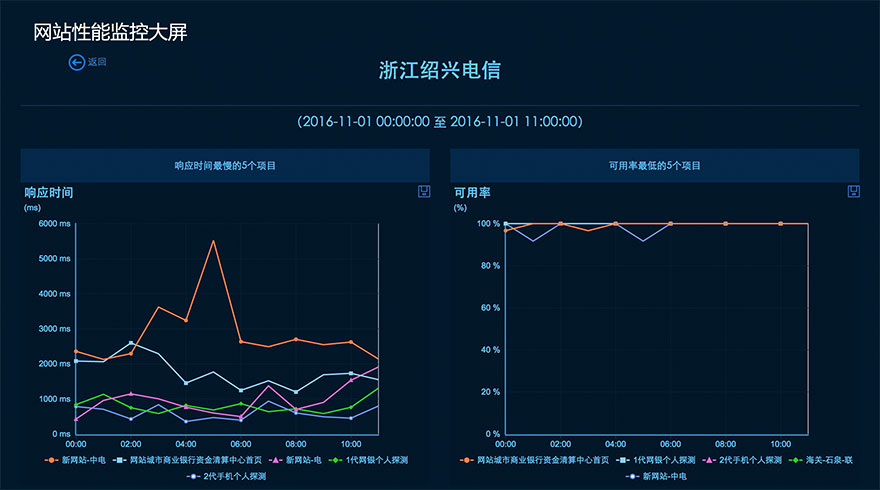 网站性能监控大屏
返回
浙江绍兴电信
(2016-11-01 00:00:00 至 2016-11-01 11:00:00)
响应时间最慢的5个项目
响应时间
(ms)
6000 ms
5000 ms
4000 ms
3000 ms
2000 ms
1000 ms
0 ms
00:00 02:00 04:00 06:00 08:00 10:00
新网站-中电 网站城市商业银行资金清算中心首页 新网站-电 1代网银个人探测
2代手机个人探测
可用率最低的5个项目
可用率
(%)
100 %
80 %
60 %
40 %
20 %
0 %
00:00 02:00 04:00 06:00 08:00 10:00
网站城市商业银行资金清算中心首页 1代网银个人探测 2代手机个人探测 海关-石泉-联
新网站-中电